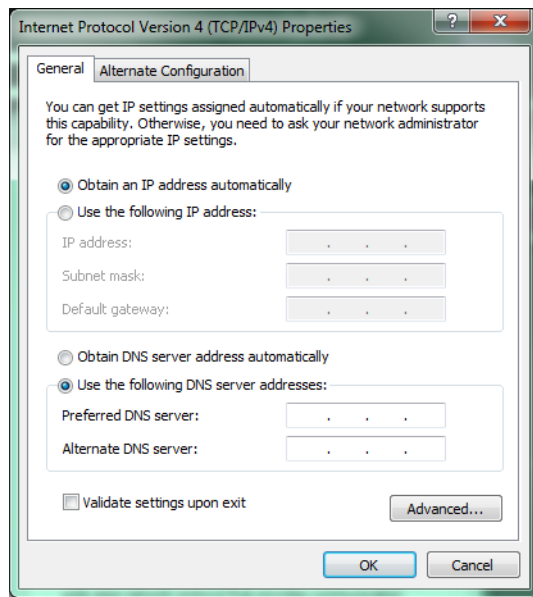 Internet Protocol Version 4 (TCP/IPv4) Properties
?
General
Alternate Configuration
You can get IP settings assigned automatically if your network supports
this capability. Otherwise, you need to ask your network administrator
for the appropriate IP settings.
Obtain an IP address automatically
Use the following IP address:
IP address:
Subnet mask:
Default gateway:
Obtain DNS server address automatically
Use the following DNS server addresses:
Preferred DNS server:
Alternate DNS server:
Validate settings upon exit
Advanced...
OK
Cancel